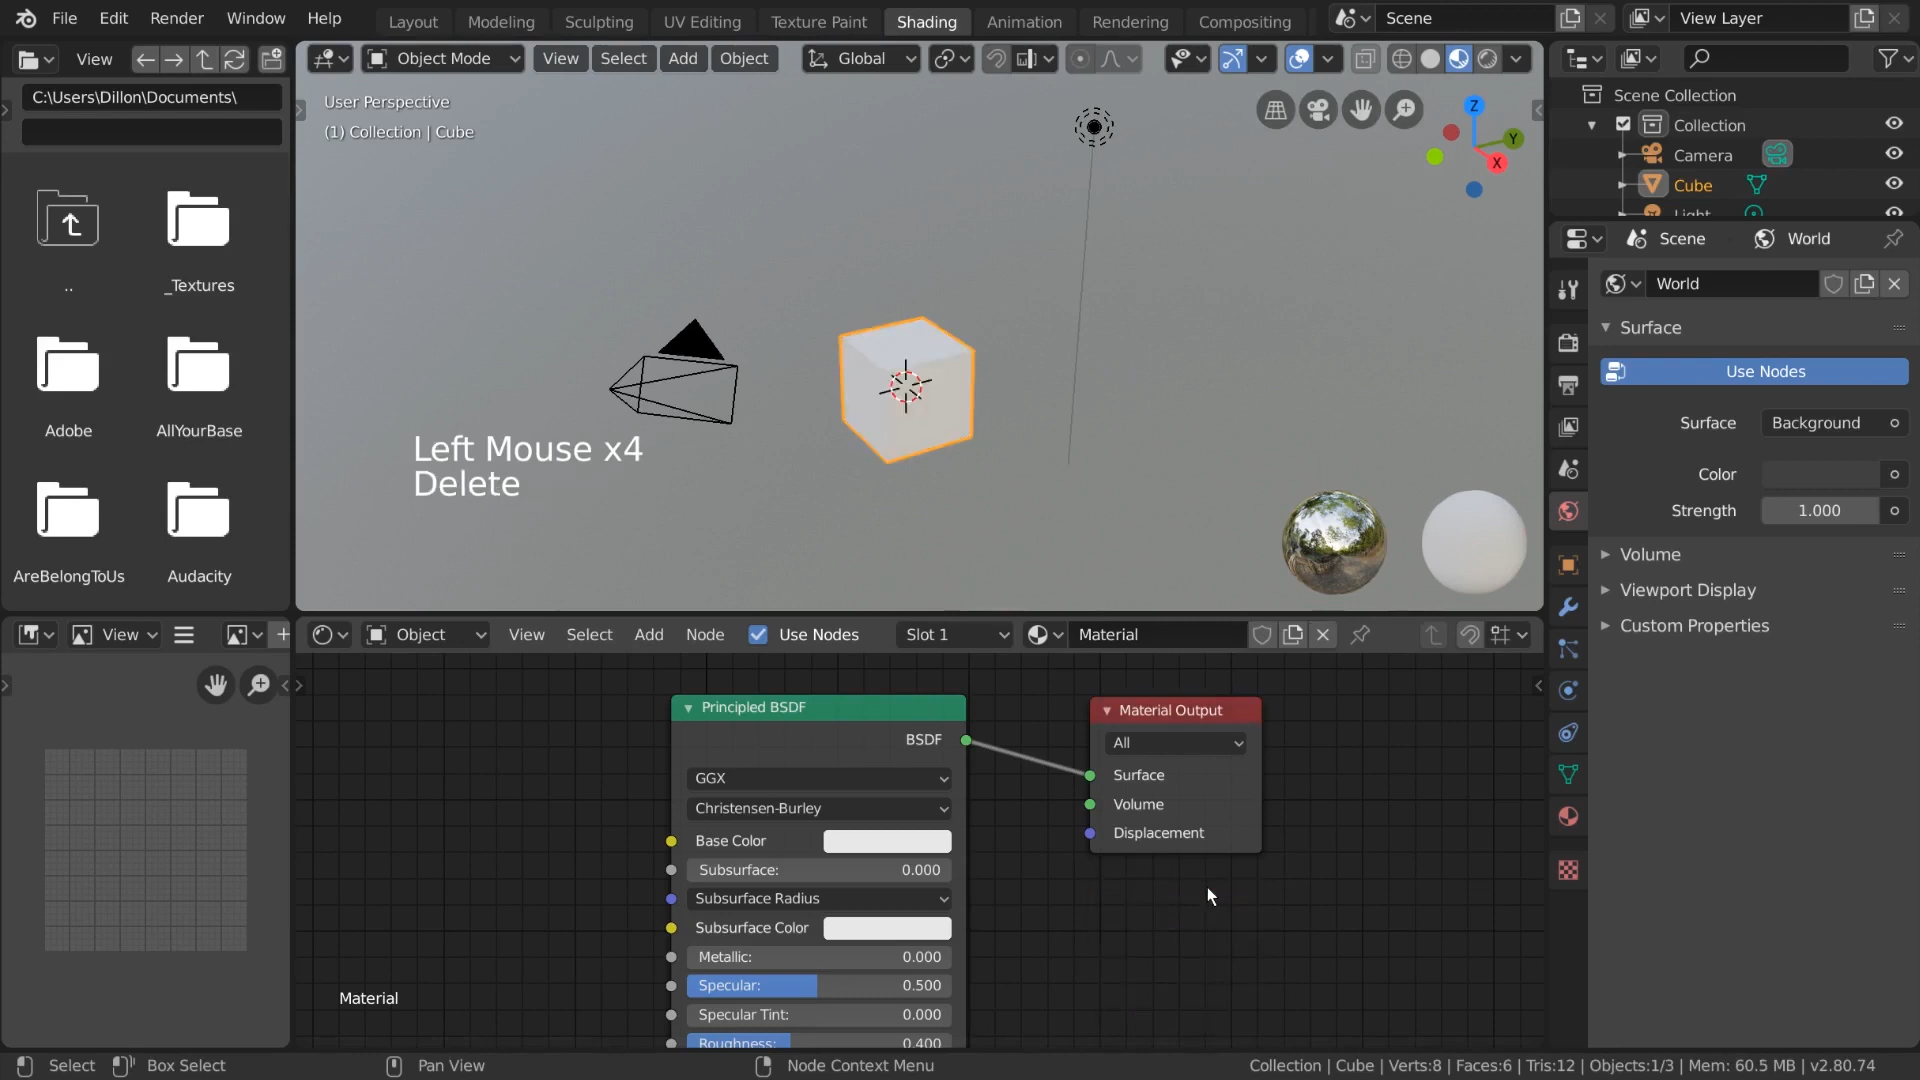 File Edit Render Window Help
Layout Modeling Sculpting UV Editing Texture Paint Shading Animation Rendering Compositing
Scene
View Layer
View
C:\Users\Dillon\Documents\
..
_Textures
Adobe
AllYourBase
AreBelongToUs
Audacity
Object Mode View Select Add Object Global
User Perspective
(1) Collection | Cube
Z
Y
X
Left Mouse x4
Delete
Scene Collection
Collection
Camera
Cube
Light
Scene World
World
Surface
Use Nodes
Surface Background
Color
Strength 1.000
Volume
Viewport Display
Custom Properties
View
Object View Select Add Node Use Nodes Slot 1 Material
Principled BSDF
BSDF
GGX
Christensen-Burley
Base Color
Subsurface: 0.000
Subsurface Radius
Subsurface Color
Metallic: 0.000
Specular: 0.500
Specular Tint: 0.000
Roughness: 0.400
Material Output
All
Surface
Volume
Displacement
Material
Select Box Select Pan View Node Context Menu
Collection | Cube | Verts:8 | Faces:6 | Tris:12 | Objects:1/3 | Mem: 60.5 MB | v2.80.74